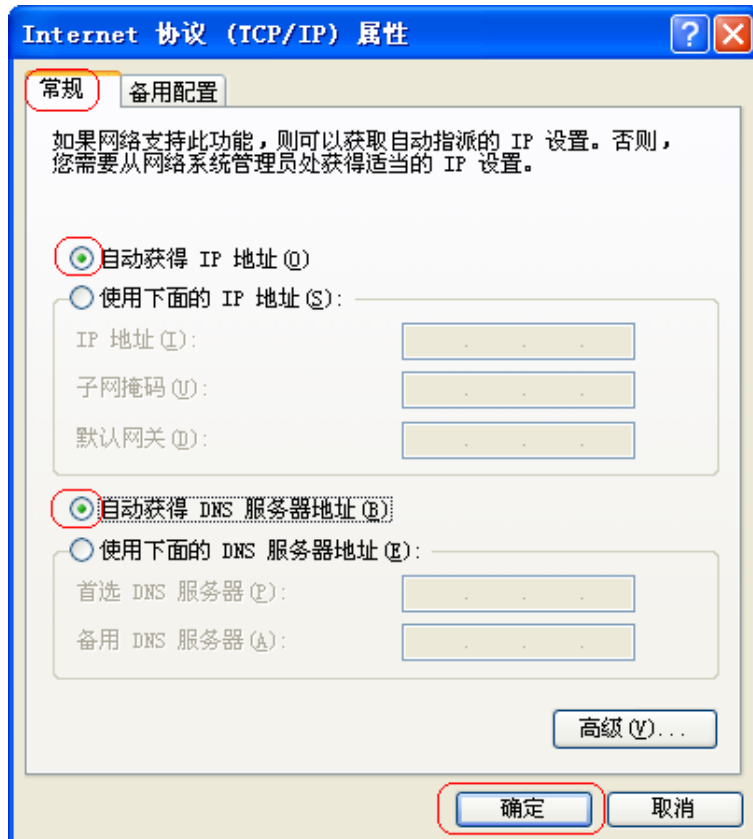 Internet 协议 (TCP/IP) 属性
常规 备用配置
如果网络支持此功能，则可以获取自动指派的 IP 设置。否则，
您需要从网络系统管理员处获得适当的 IP 设置。
自动获得 IP 地址(O)
使用下面的 IP 地址(S):
IP 地址(I):
子网掩码(U):
默认网关(D):
自动获得 DNS 服务器地址(B)
使用下面的 DNS 服务器地址(E):
首选 DNS 服务器(P):
备用 DNS 服务器(A):
高级(V)...
确定 取消